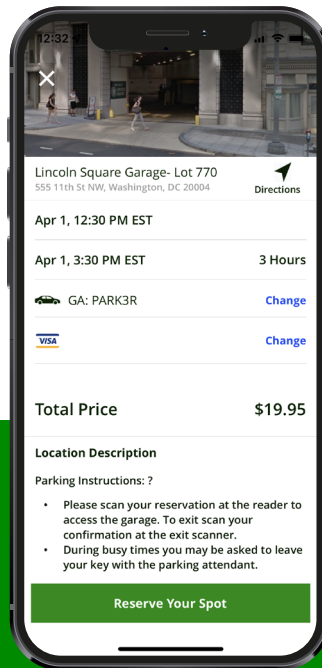 12:32
Lincoln Square Garage- Lot 770
555 11th St NW, Washington, DC 20004
Directions
Apr 1, 12:30 PM EST
Apr 1, 3:30 PM EST 3 Hours
GA: PARK3R Change
VISA Change
Total Price $19.95
Location Description
Parking Instructions: ?
• Please scan your reservation at the reader to
access the garage. To exit scan your
confirmation at the exit scanner.
• During busy times you may be asked to leave
your key with the parking attendant.
Reserve Your Spot